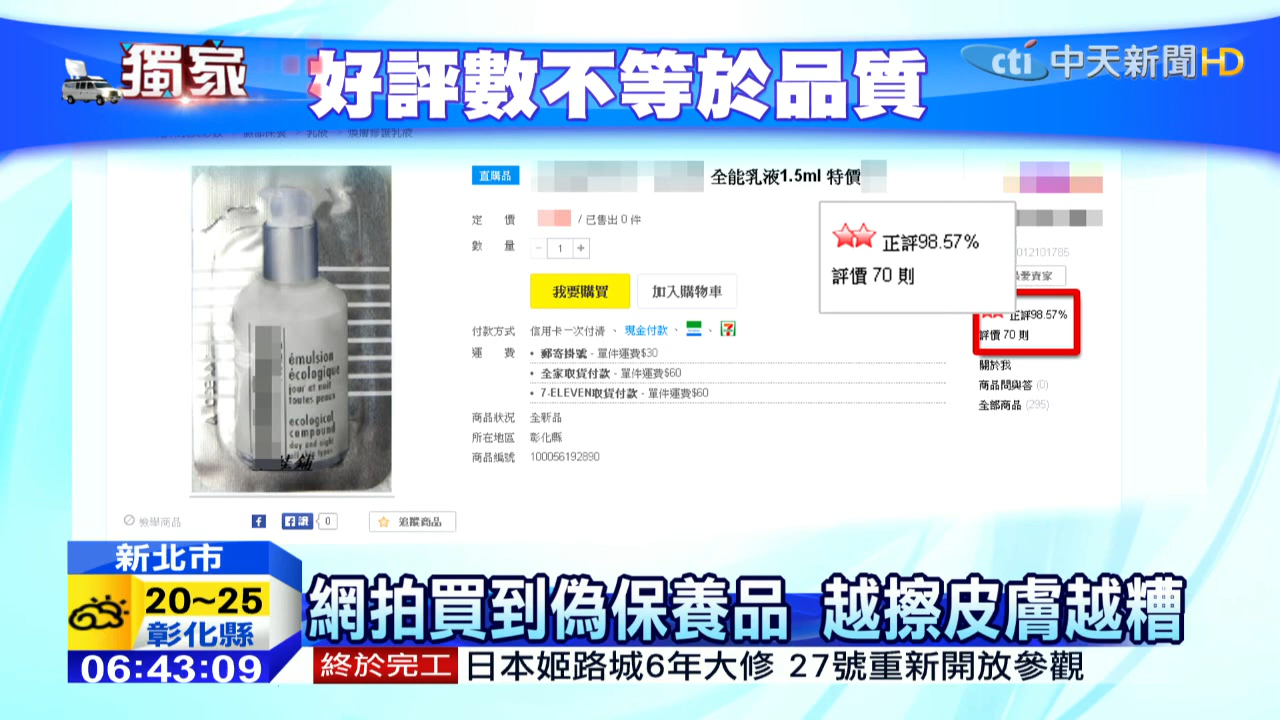 獨家
好評數不等於品質
cti 中天新聞HD
直購品
全能乳液1.5ml 特價
定 價
/ 已售出 0 件
數 量
1
我要購買
加入購物車
付款方式
信用卡一次付清、現金付款、
運 費
• 郵寄掛號 - 單件運費$30
• 全家取貨付款 - 單件運費$60
• 7-ELEVEN取貨付款 - 單件運費$60
商品狀況 全新品
所在地區 彰化縣
商品編號 100056192890
正評98.57%
評價 70 則
012101785
正評98.57%
評價 70 則
關於我
商品問與答 (0)
全部商品 (295)
émulsion
écologique
jour et nuit
toutes peaux
ecological
compound
day and night
all skin types
檢舉商品
0
追蹤商品
新北市
20~25
彰化縣
06:43:09
網拍買到偽保養品 越擦皮膚越糟
終於完工 日本姬路城6年大修 27號重新開放參觀